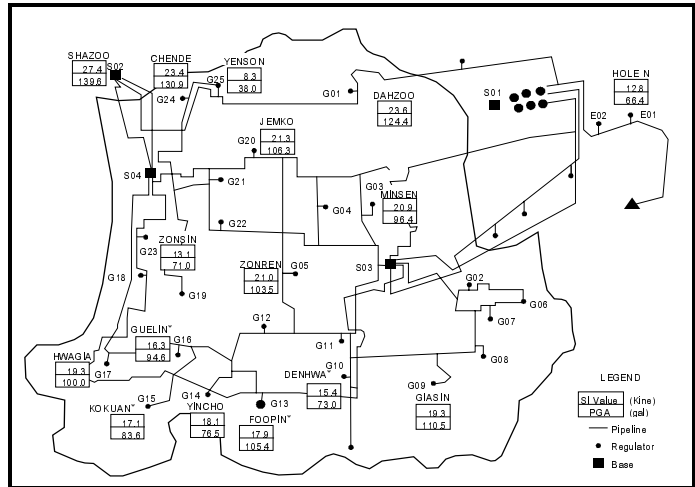 SHAZOO
27.4
139.6
S02
CHENDE
23.4
130.9
YENSON
8.3
38.0
G25
G24
G01
DAHZOO
23.6
124.4
S01
HOLE N
12.8
66.4
E02
E01
JEMKO
21.3
106.3
G20
S04
G21
G03
MINSEN
20.9
96.4
G04
G22
G23
ZONSIN
13.1
71.0
ZONREN
21.0
103.5
G05
S03
G18
G19
G02
G06
G07
GUELIN
16.3
94.6
G16
G12
G11
G08
HWAGIA
19.3
100.0
G17
G10
DENHWA
15.4
73.0
G09
GIASIN
19.3
110.5
G15
G14
G13
KOKUAN
17.1
83.6
YINCHO
18.1
76.5
FOOPIN
17.9
105.4
LEGEND
SI Value (Kine)
PGA (gal)
Pipeline
Regulator
Base